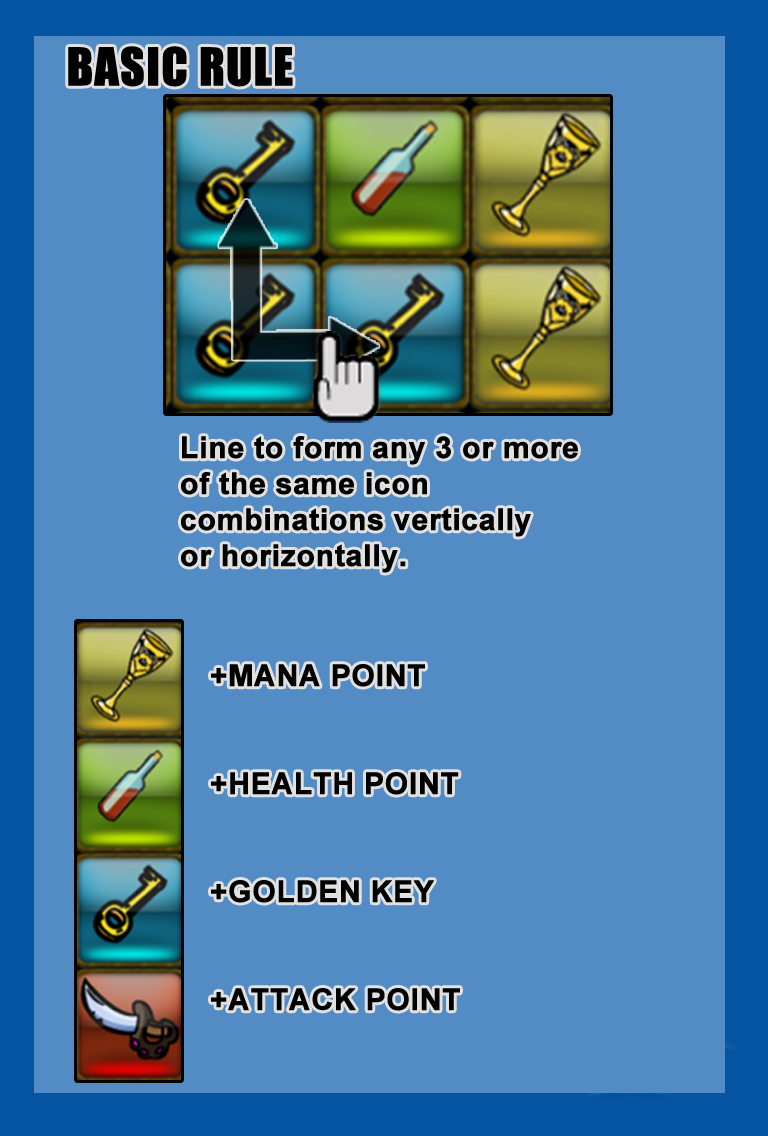 BASIC RULE
Line to form any 3 or more
of the same icon
combinations vertically
or horizontally.
+MANA POINT
+HEALTH POINT
+GOLDEN KEY
+ATTACK POINT